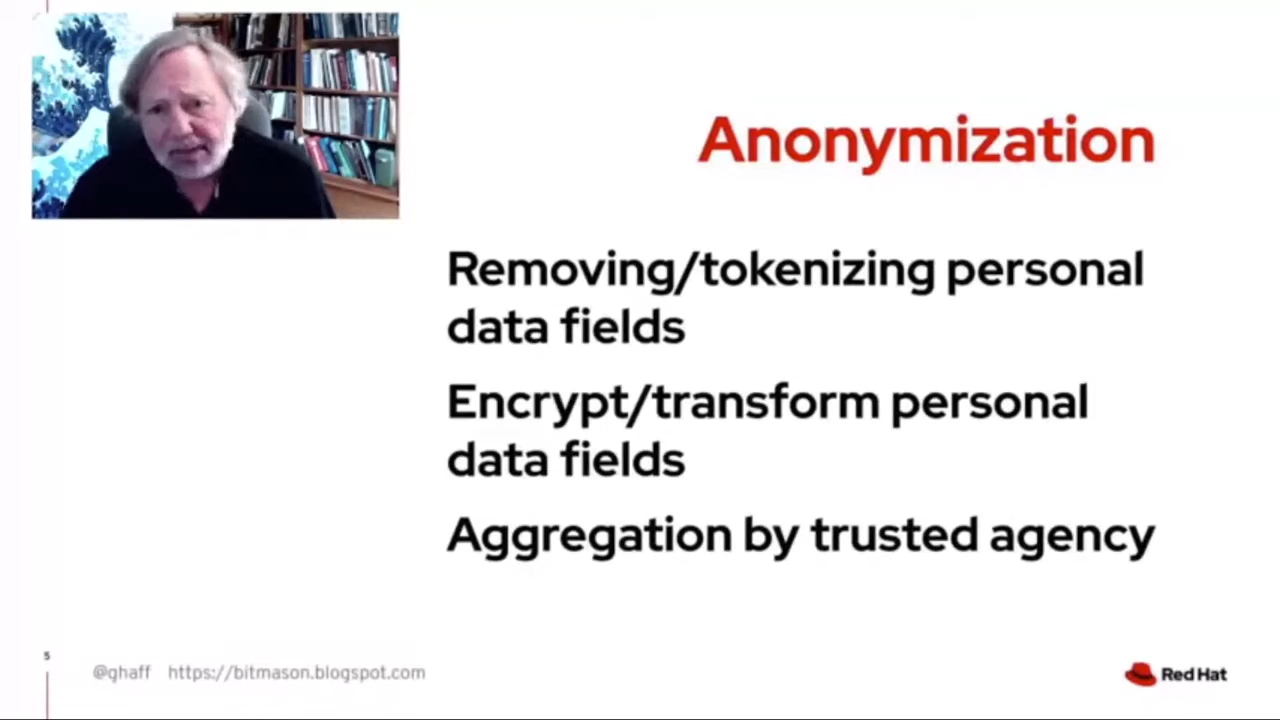 Anonymization
Removing/tokenizing personal
data fields
Encrypt/transform personal
data fields
Aggregation by trusted agency
5
@ghaff https://bitmason.blogspot.com
Red Hat